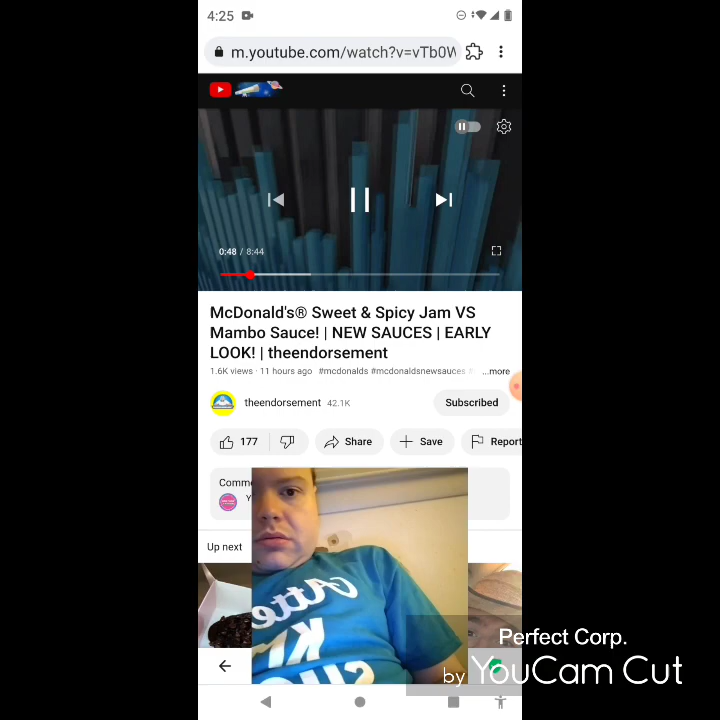 4:25
m.youtube.com/watch?v=vTb0W
0:48 / 8:44
McDonald's® Sweet & Spicy Jam VS
Mambo Sauce! | NEW SAUCES | EARLY
LOOK! | theendorsement
1.6K views · 11 hours ago #mcdonalds #mcdonaldsnewsauces # ...more
theendorsement 42.1K Subscribed
177 Share Save Report
Comm
Y
Up next
Atte
Perfect Corp.
by YouCam Cut